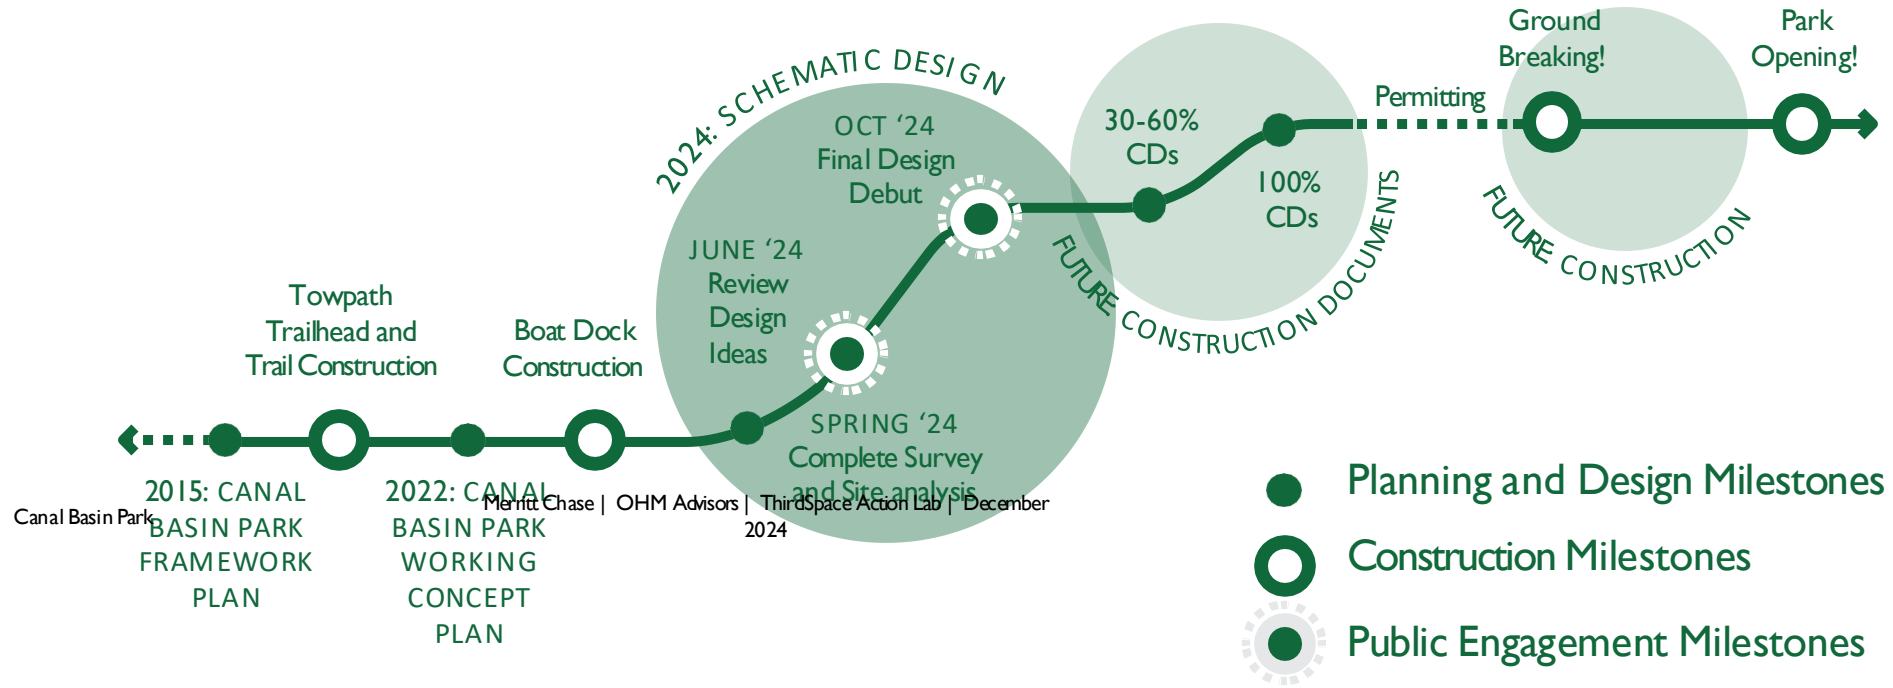 Ground
Breaking!
Park
Opening!
2024: SCHEMATIC DESIGN
Permitting
OCT ‘24
Final Design
Debut
30-60%
CDs
100%
CDs
FUTURE CONSTRUCTION DOCUMENTS
FUTURE CONSTRUCTION
JUNE ‘24
Review
Design
Ideas
Towpath
Trailhead and
Trail Construction
Boat Dock
Construction
SPRING ‘24
Complete Survey
and Site analysis
2015: CANAL
BASIN PARK
FRAMEWORK
PLAN
2022: CANAL
BASIN PARK
WORKING
CONCEPT
PLAN
Canal Basin Park
Merritt Chase | OHM Advisors | ThirdSpace Action Lab | December
2024
Planning and Design Milestones
Construction Milestones
Public Engagement Milestones